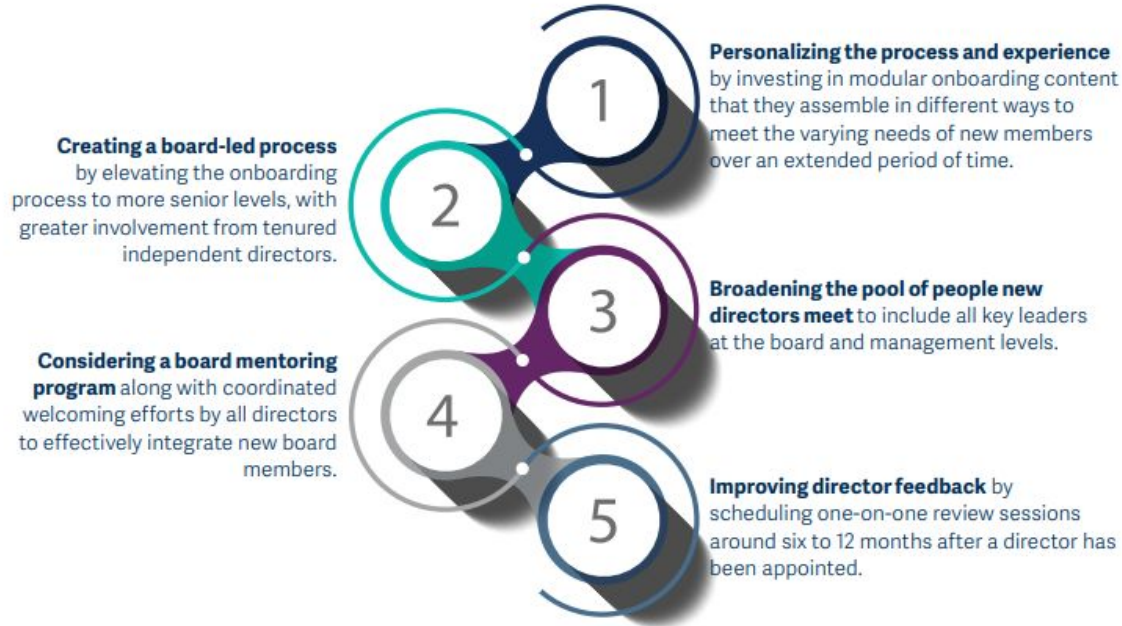 1
Personalizing the process and experience
by investing in modular onboarding content
that they assemble in different ways to
meet the varying needs of new members
over an extended period of time.
2
Creating a board-led process
by elevating the onboarding
process to more senior levels, with
greater involvement from tenured
independent directors.
3
Broadening the pool of people new
directors meet to include all key leaders
at the board and management levels.
4
Considering a board mentoring
program along with coordinated
welcoming efforts by all directors
to effectively integrate new board
members.
5
Improving director feedback by
scheduling one-on-one review sessions
around six to 12 months after a director has
been appointed.